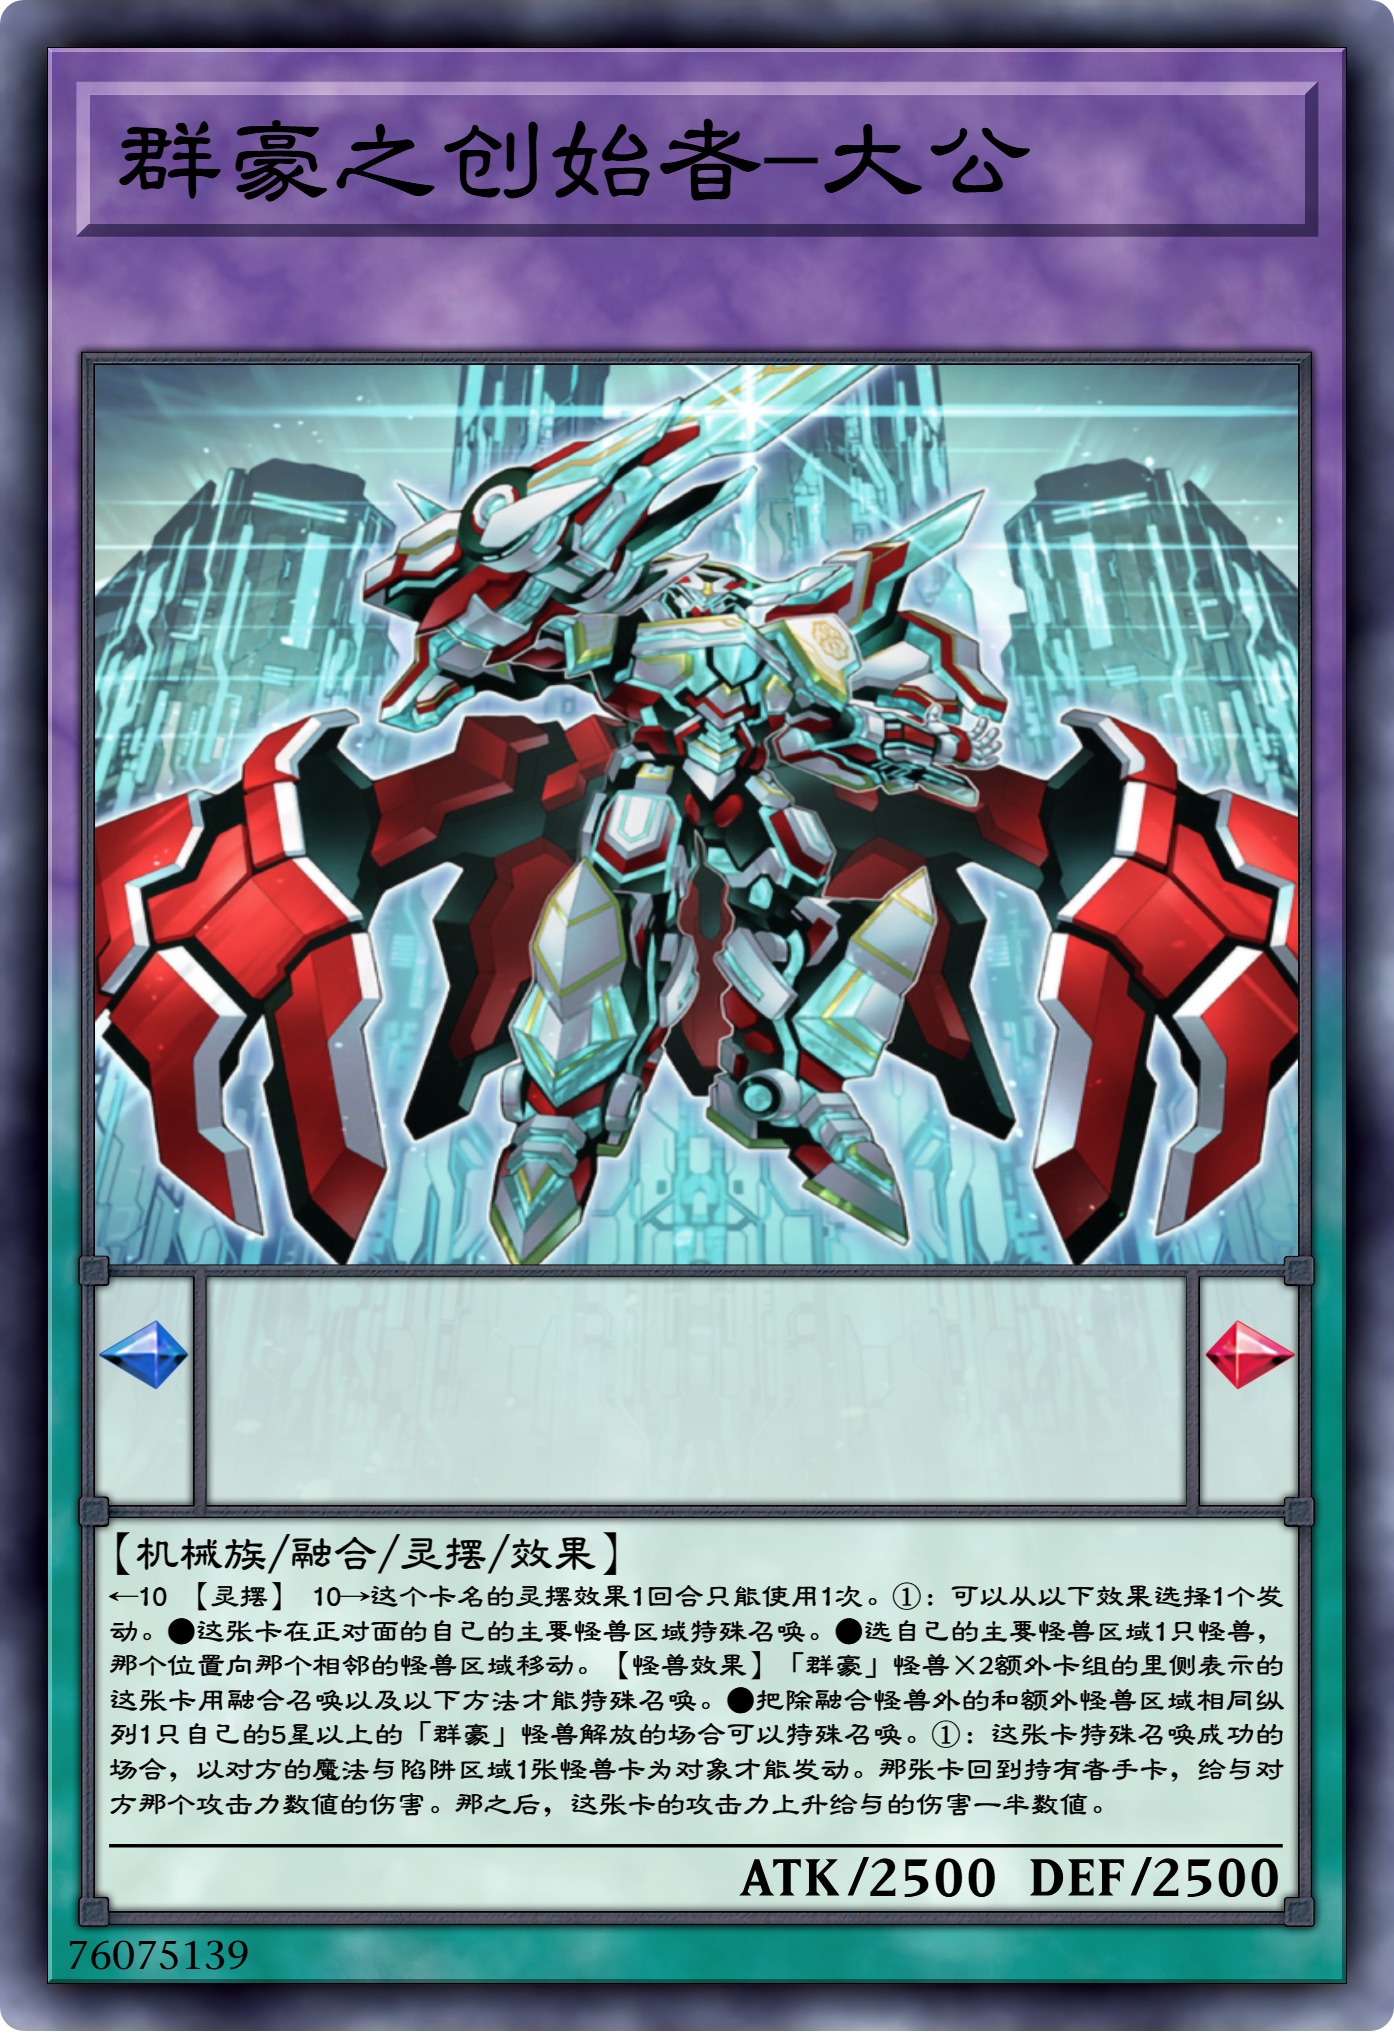 群豪之创始者-大公
【机械族/融合/灵摆/效果】
←10 【灵摆】 10→这个卡名的灵摆效果1回合只能使用1次。①：可以从以下效果选择1个发
动。●这张卡在正对面的自己的主要怪兽区域特殊召唤。●选自己的主要怪兽区域1只怪兽，
那个位置向那个相邻的怪兽区域移动。【怪兽效果】「群豪」怪兽×2额外卡组的里侧表示的
这张卡用融合召唤以及以下方法才能特殊召唤。●把除融合怪兽外的和额外怪兽区域相同纵
列1只自己的5星以上的「群豪」怪兽解放的场合可以特殊召唤。①：这张卡特殊召唤成功的
场合，以对方的魔法与陷阱区域1张怪兽卡为对象才能发动。那张卡回到持有者手卡，给与对
方那个攻击力数值的伤害。那之后，这张卡的攻击力上升给与的伤害一半数值。
ATK/2500 DEF/2500
76075139